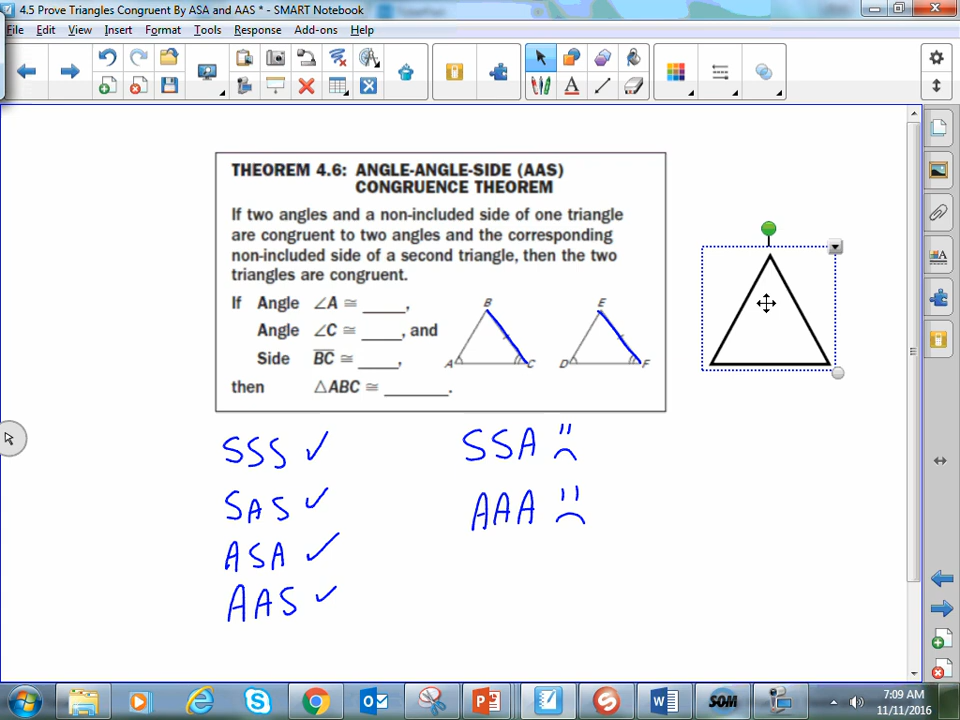 4.5 Prove Triangles Congruent By ASA and AAS * - SMART Notebook
File Edit View Insert Format Tools Response Add-ons Help
THEOREM 4.6: ANGLE-ANGLE-SIDE (AAS)
CONGRUENCE THEOREM
If two angles and a non-included side of one triangle
are congruent to two angles and the corresponding
non-included side of a second triangle, then the two
triangles are congruent.
If Angle ∠A ≅ _____,
Angle ∠C ≅ _____, and
Side BC ≅ _____,
then △ABC ≅ ________.
B
A C
E
D F
SSS ✓
SAS ✓
ASA ✓
AAS ✓
SSA
AAA
SOM
7:09 AM
11/11/2016